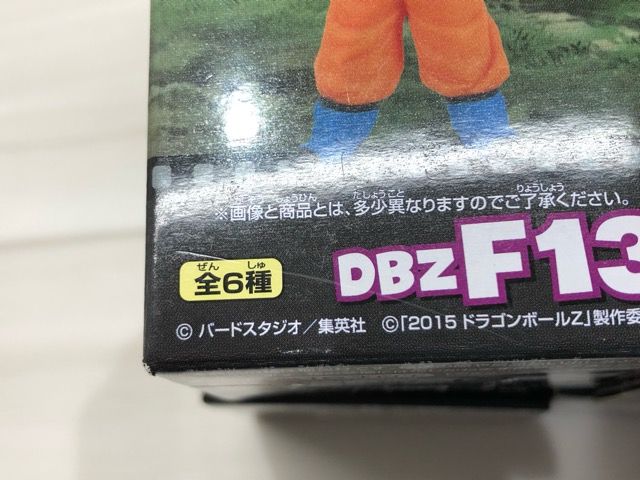 ※画像と商品とは、多少異なりますのでご了承ください。
全6種
DBZ F13
© バードスタジオ／集英社 ©「2015 ドラゴンボールZ」製作委